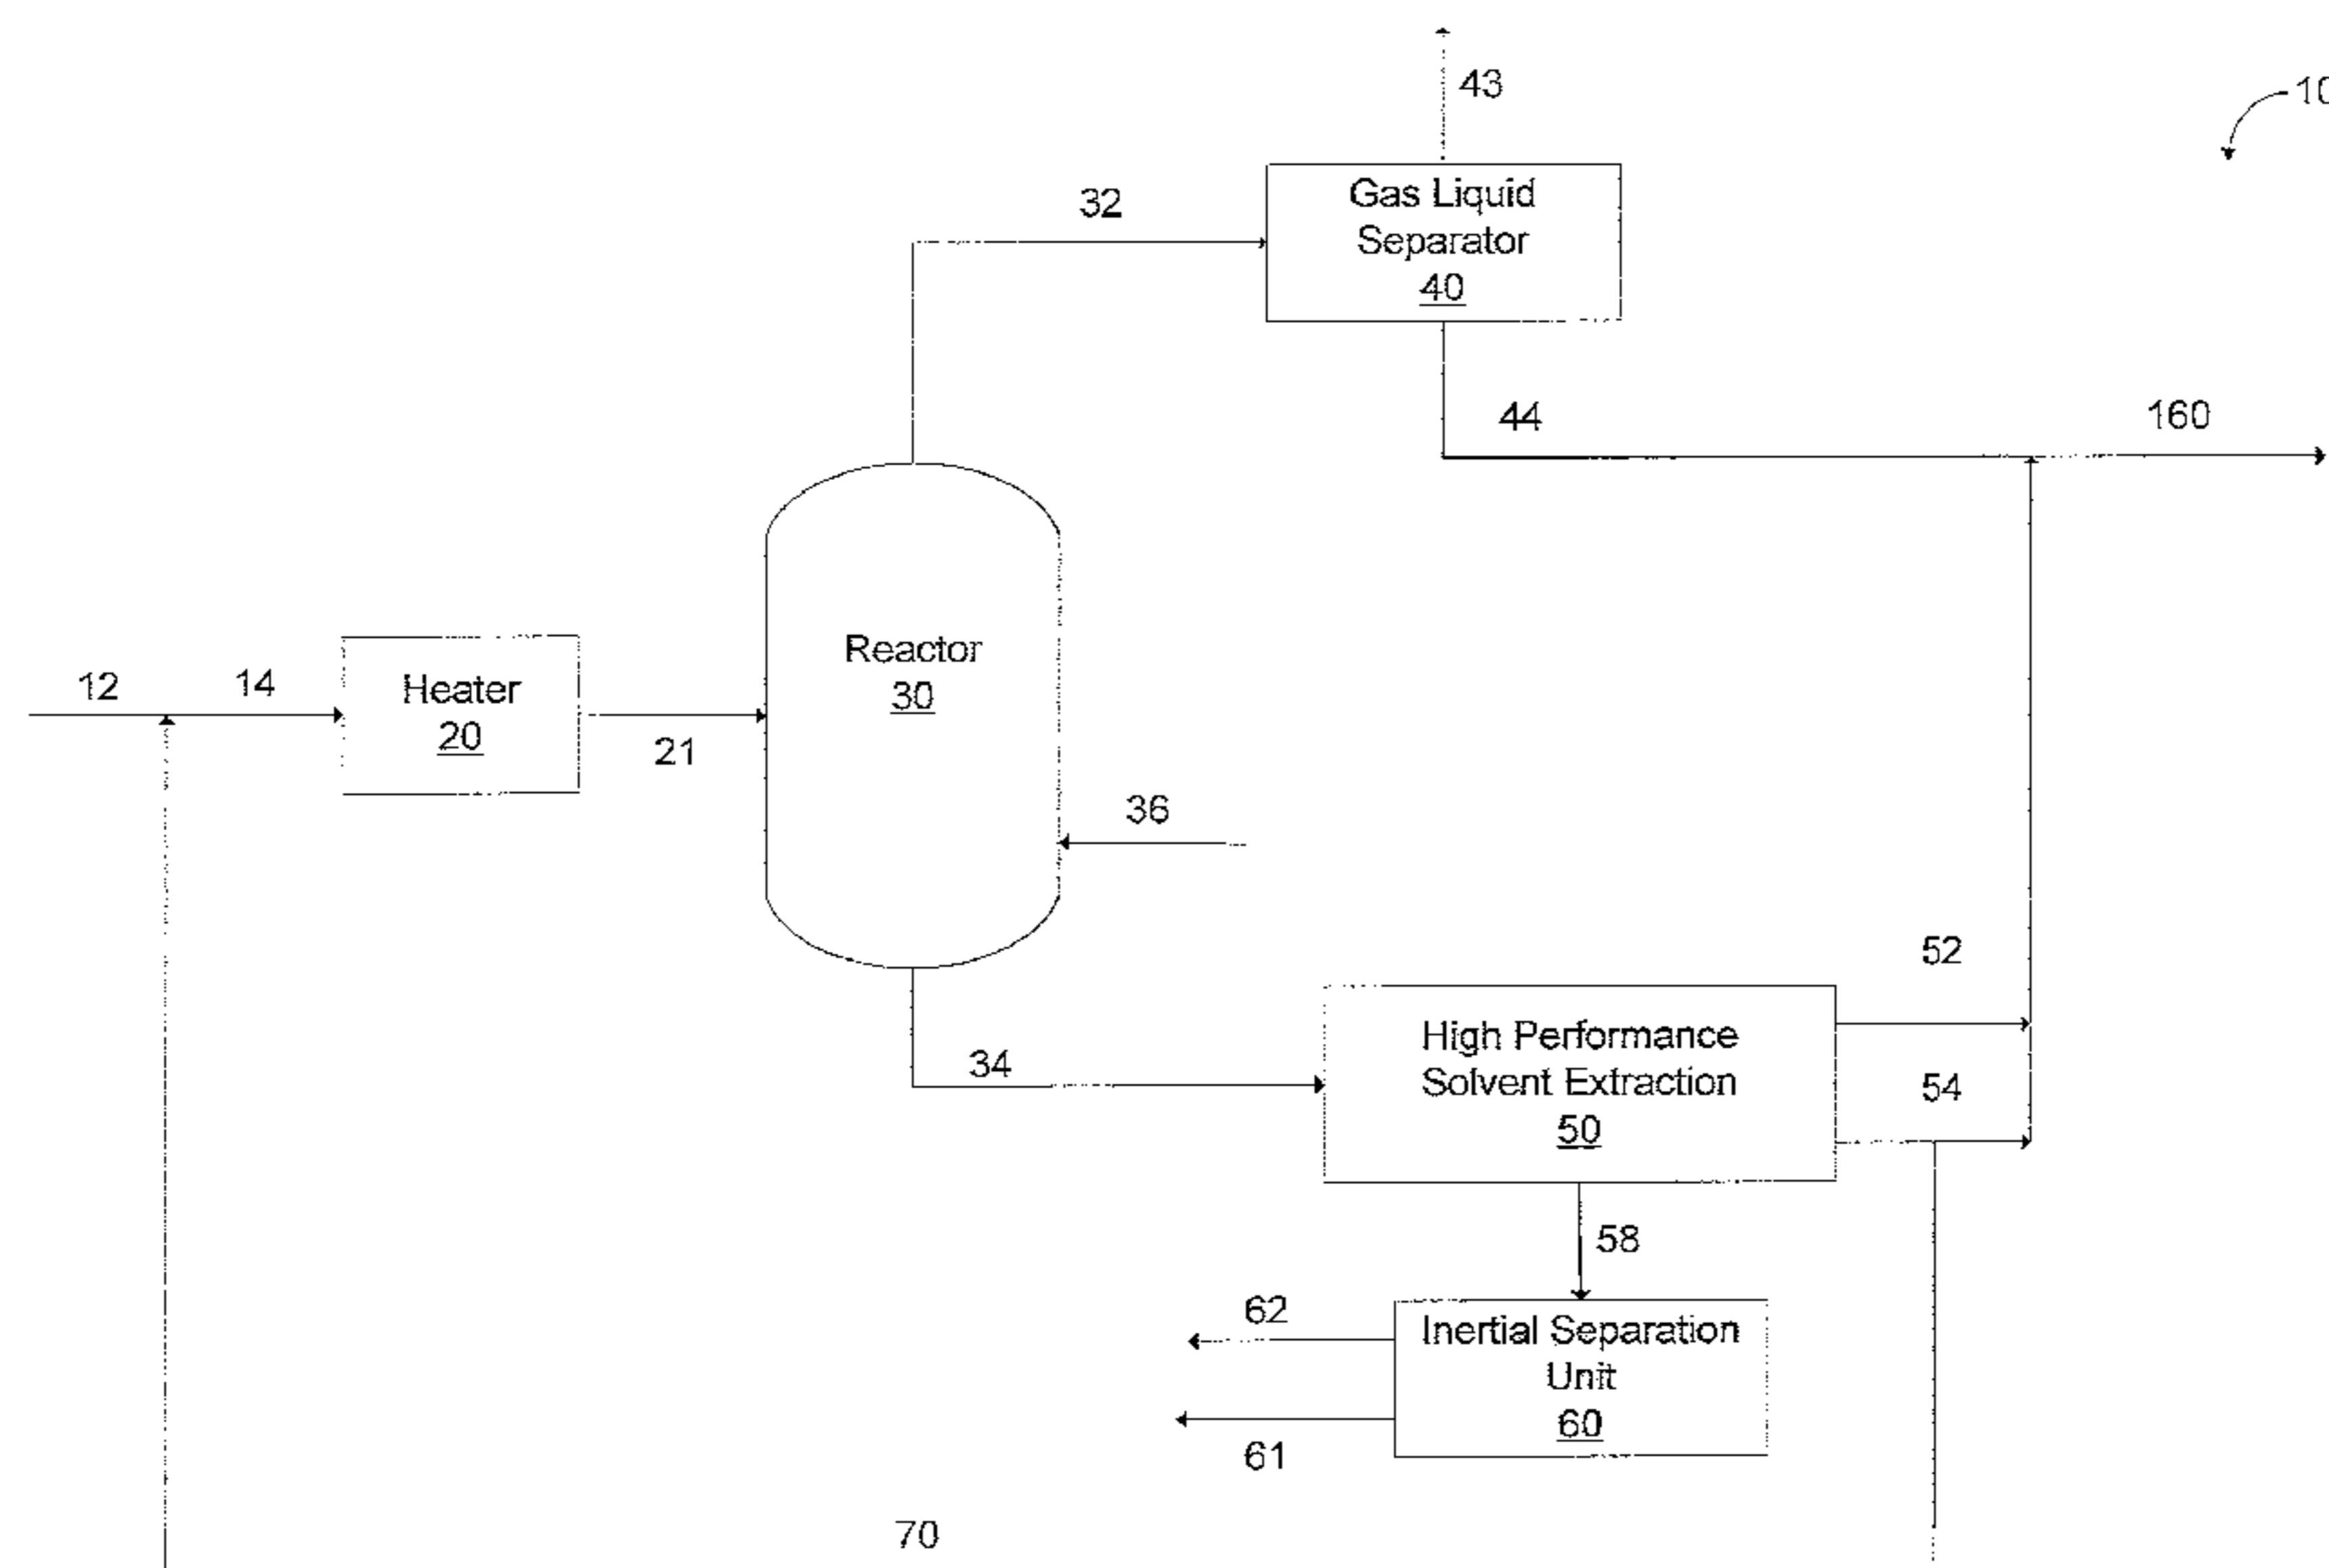 43
10
32
Gas Liquid
Separator
40
44
160
Reactor
30
12
14
Heater
20
21
36
52
High Performance
Solvent Extraction
50
34
54
58
62
Inertial Separation
Unit
60
61
70